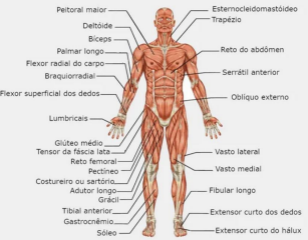 Peitoral maior
Deltóide
Bíceps
Palmar longo
Flexor radial do carpo
Braquiorradial
Flexor superficial dos dedos
Lumbricais
Glúteo médio
Tensor da fáscia lata
Reto femoral
Pectíneo
Costureiro ou sartório
Adutor longo
Grácil
Tibial anterior
Gastrocnêmio
Sóleo
Esternocleidomastóideo
Trapézio
Reto do abdômen
Serrátil anterior
Oblíquo externo
Vasto lateral
Vasto medial
Fibular longo
Extensor curto dos dedos
Extensor curto do hálux